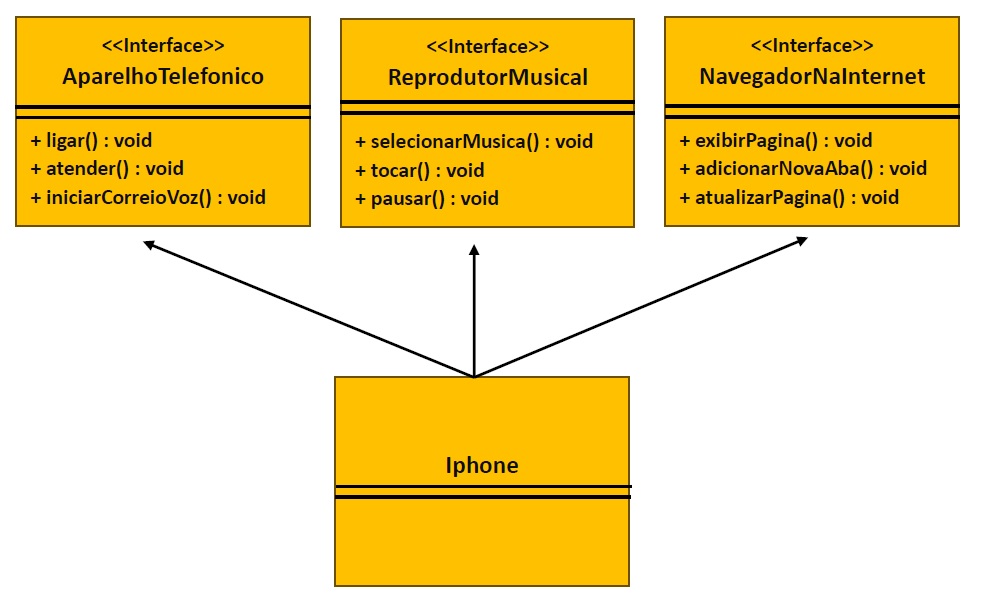 <<Interface>>
AparelhoTelefonico
+ ligar() : void
+ atender() : void
+ iniciarCorreioVoz() : void
<<Interface>>
ReprodutorMusical
+ selecionarMusica() : void
+ tocar() : void
+ pausar() : void
<<Interface>>
NavegadorNaInternet
+ exibirPagina() : void
+ adicionarNovaAba() : void
+ atualizarPagina() : void
Iphone